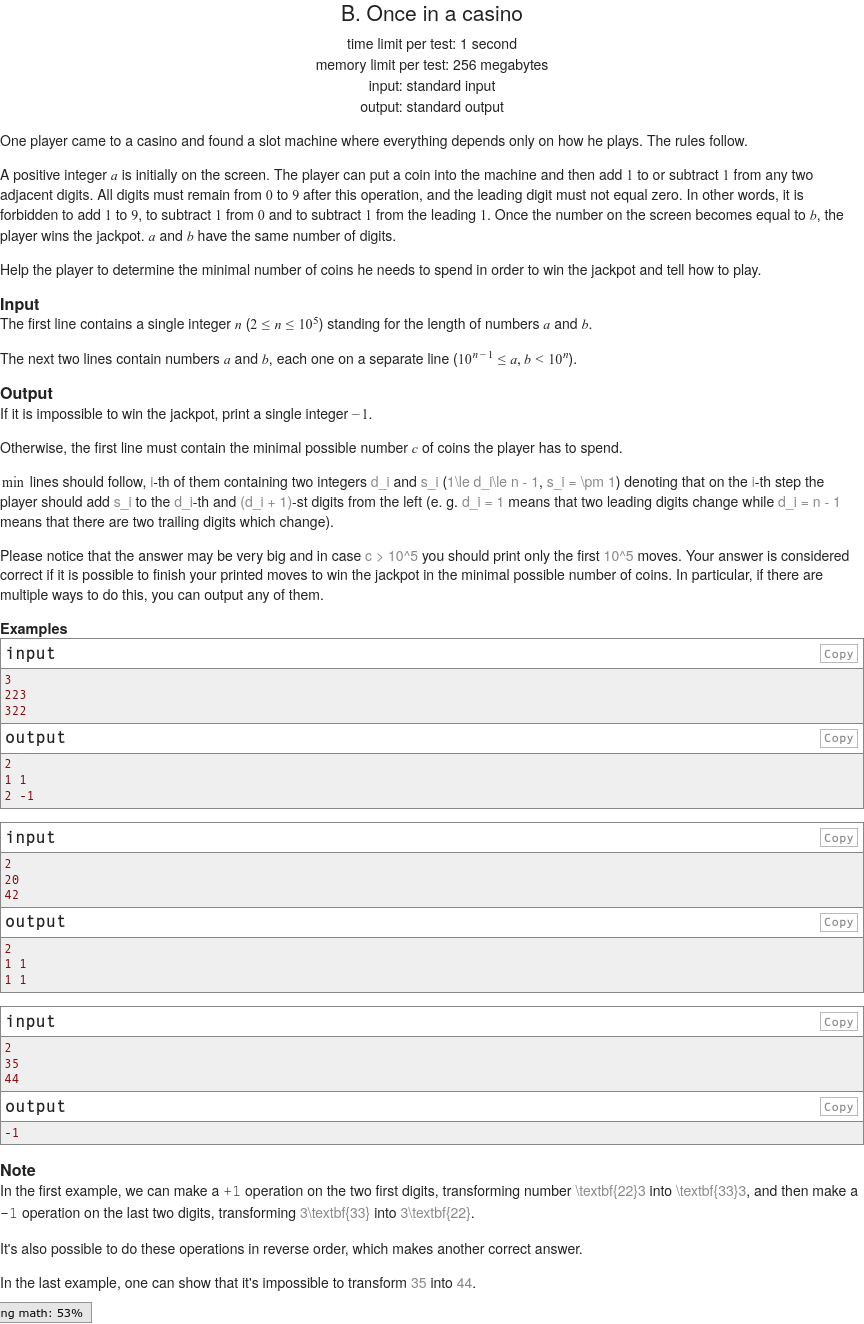 B. Once in a casino
time limit per test: 1 second
memory limit per test: 256 megabytes
input: standard input
output: standard output
One player came to a casino and found a slot machine where everything depends only on how he plays. The rules follow.
A positive integer a is initially on the screen. The player can put a coin into the machine and then add 1 to or subtract 1 from any two
adjacent digits. All digits must remain from 0 to 9 after this operation, and the leading digit must not equal zero. In other words, it is
forbidden to add 1 to 9, to subtract 1 from 0 and to subtract 1 from the leading 1. Once the number on the screen becomes equal to b, the
player wins the jackpot. a and b have the same number of digits.
Help the player to determine the minimal number of coins he needs to spend in order to win the jackpot and tell how to play.
Input
The first line contains a single integer n (2 ≤ n ≤ 10^5) standing for the length of numbers a and b.
The next two lines contain numbers a and b, each one on a separate line (10^{n−1} ≤ a, b < 10^n).
Output
If it is impossible to win the jackpot, print a single integer −1.
Otherwise, the first line must contain the minimal possible number c of coins the player has to spend.
min lines should follow, i-th of them containing two integers d_i and s_i (1\le d_i\le n - 1, s_i = \pm 1) denoting that on the i-th step the
player should add s_i to the d_i-th and (d_i + 1)-st digits from the left (e. g. d_i = 1 means that two leading digits change while d_i = n - 1
means that there are two trailing digits which change).
Please notice that the answer may be very big and in case c > 10^5 you should print only the first 10^5 moves. Your answer is considered
correct if it is possible to finish your printed moves to win the jackpot in the minimal possible number of coins. In particular, if there are
multiple ways to do this, you can output any of them.
Examples
input
Copy
3
223
322
output
Copy
2
1 1
2 -1
input
Copy
2
20
42
output
Copy
2
1 1
1 1
input
Copy
2
35
44
output
Copy
-1
Note
In the first example, we can make a +1 operation on the two first digits, transforming number \textbf{22}3 into \textbf{33}3, and then make a
−1 operation on the last two digits, transforming 3\textbf{33} into 3\textbf{22}.
It's also possible to do these operations in reverse order, which makes another correct answer.
In the last example, one can show that it's impossible to transform 35 into 44.
ng math: 53%